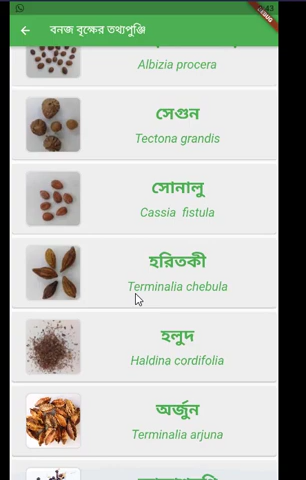 বনজ বৃক্ষের তথ্যপুঞ্জি
Albizia procera
সেগুন
Tectona grandis
সোনালু
Cassia fistula
হরিতকী
Terminalia chebula
হলুদ
Haldina cordifolia
অর্জুন
Terminalia arjuna